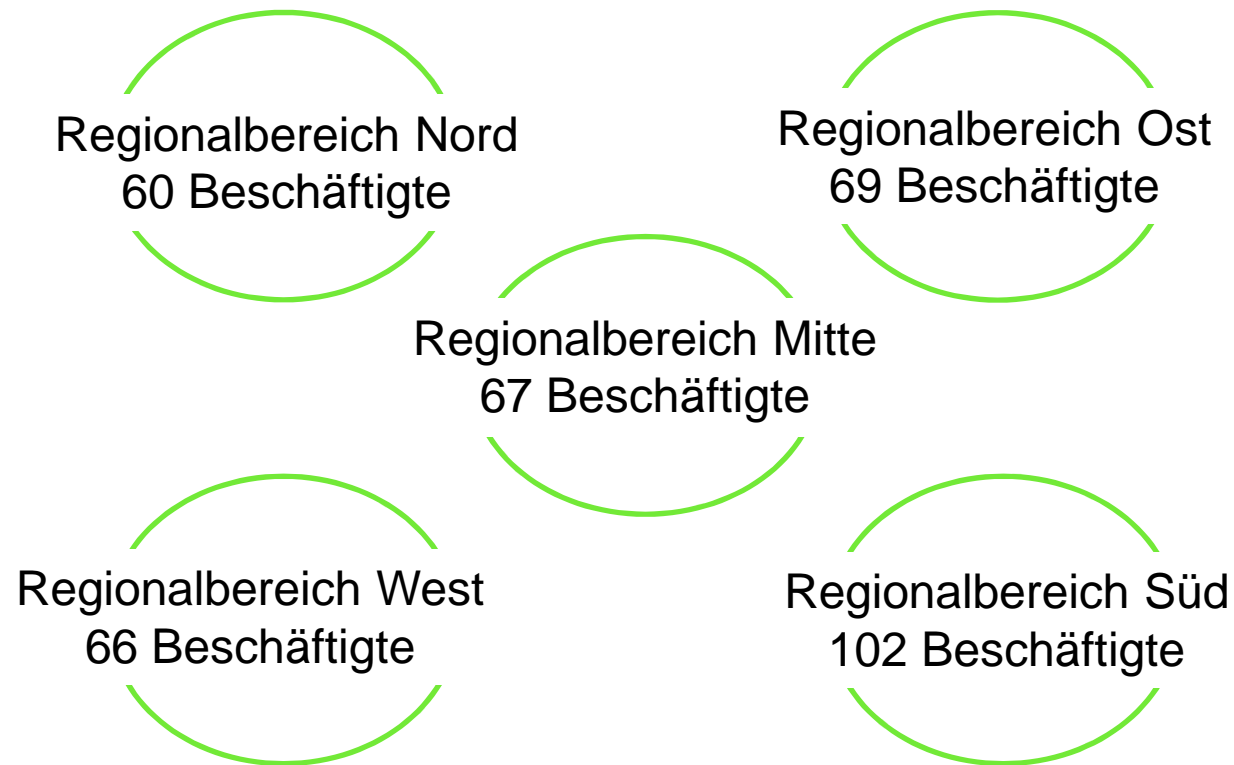 Regionalbereich Nord
60 Beschäftigte
Regionalbereich Ost
69 Beschäftigte
Regionalbereich Mitte
67 Beschäftigte
Regionalbereich West
66 Beschäftigte
Regionalbereich Süd
102 Beschäftigte